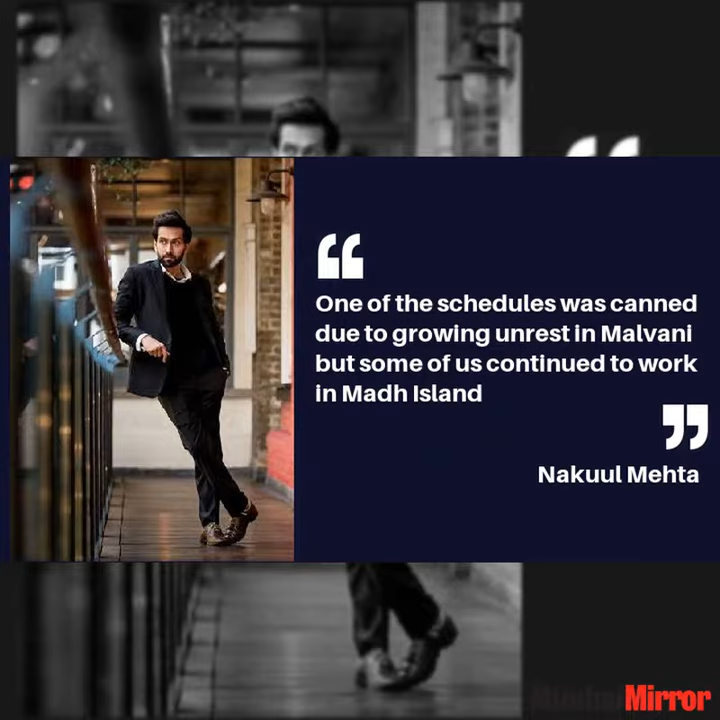 “
One of the schedules was canned
due to growing unrest in Malvani
but some of us continued to work
in Madh Island
”
Nakuul Mehta
Mirror